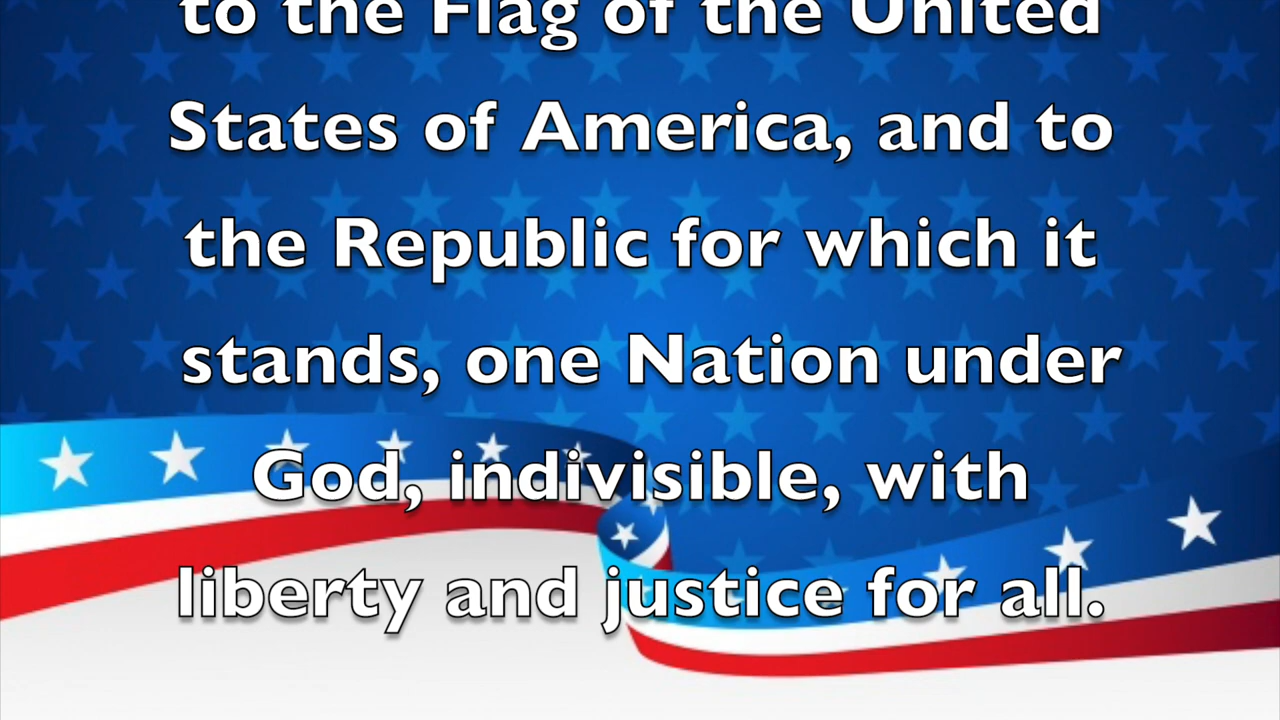 to the Flag of the United
States of America, and to
the Republic for which it
stands, one Nation under
God, indivisible, with
liberty and justice for all.